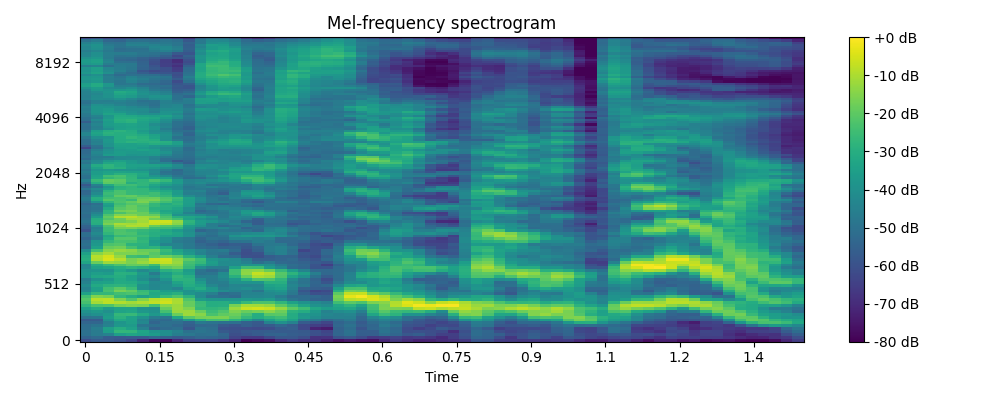 Mel-frequency spectrogram
8192
4096
2048
1024
512
0
Hz
0
0.15
0.3
0.45
0.6
0.75
0.9
1.1
1.2
1.4
Time
+0 dB
-10 dB
-20 dB
-30 dB
-40 dB
-50 dB
-60 dB
-70 dB
-80 dB